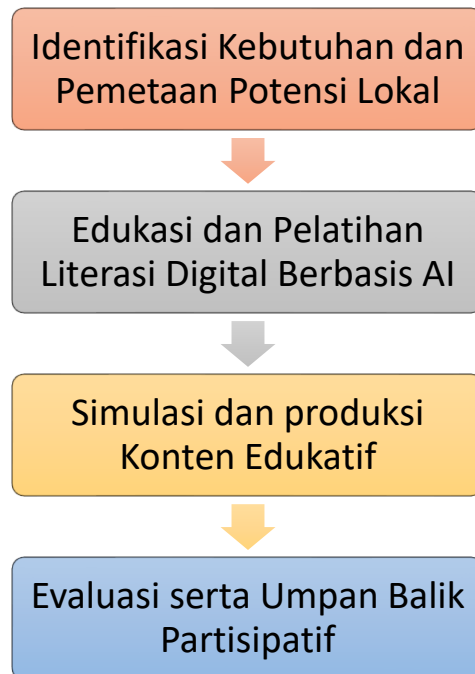 Identifikasi Kebutuhan dan
Pemetaan Potensi Lokal
Edukasi dan Pelatihan
Literasi Digital Berbasis AI
Simulasi dan produksi
Konten Edukatif
Evaluasi serta Umpan Balik
Partisipatif